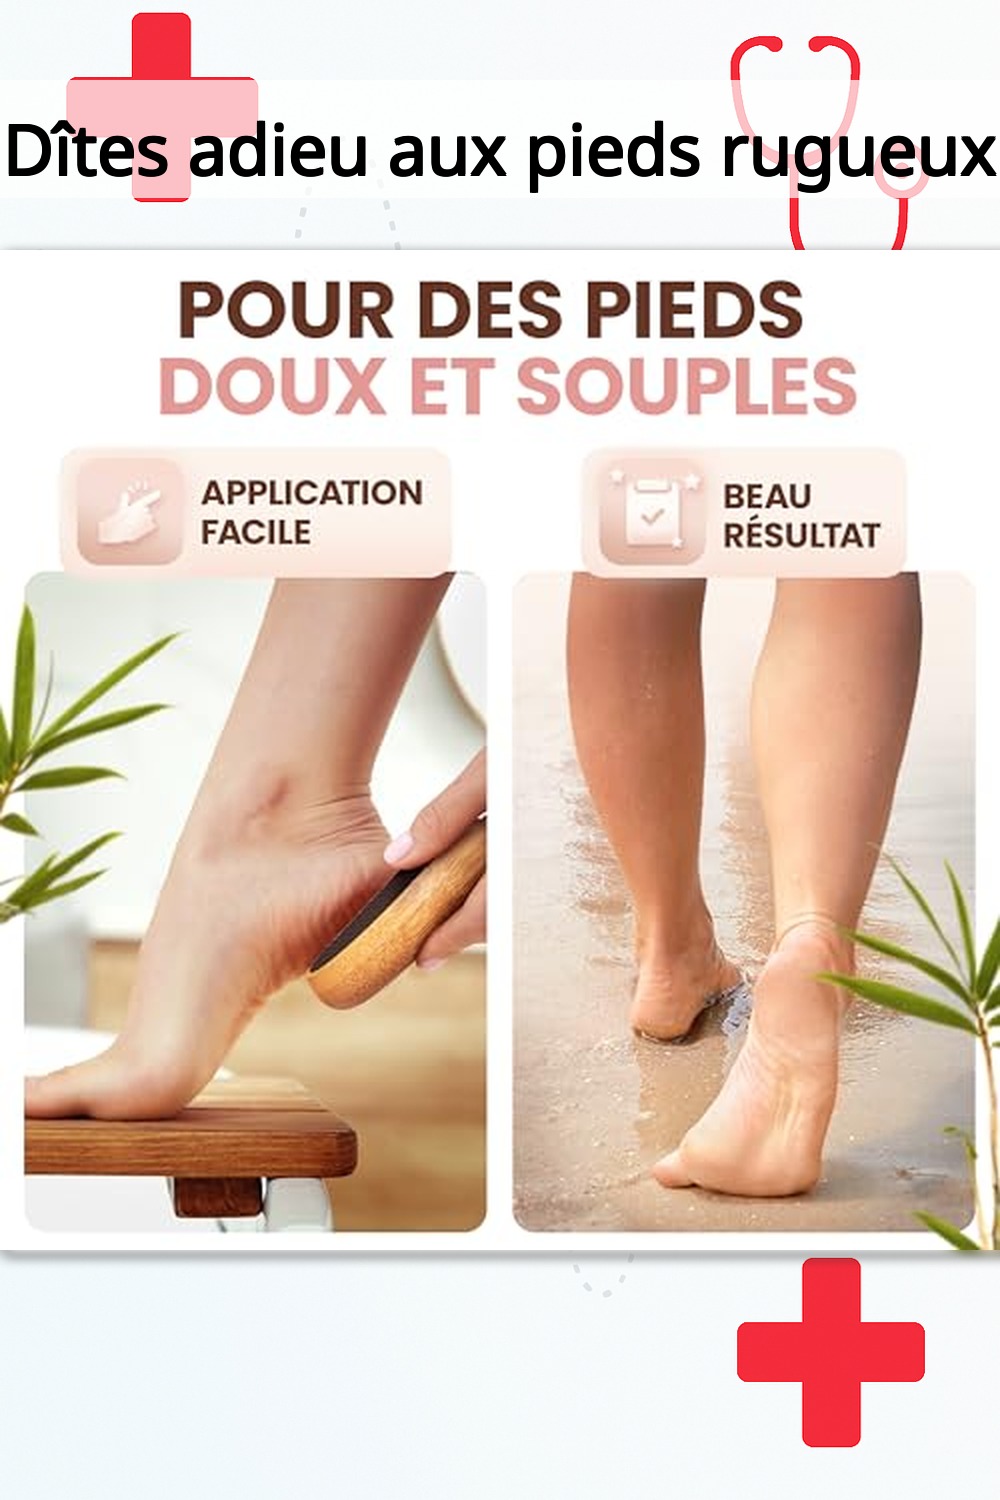 Dîtes adieu aux pieds rugueux
POUR DES PIEDS
DOUX ET SOUPLES
APPLICATION
FACILE
BEAU
RÉSULTAT